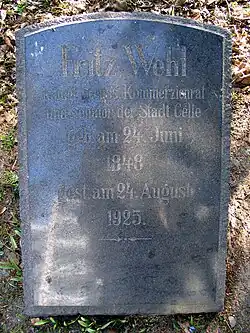 Fritz Wehl
Kommerzienrat
der Stadt Celle
geb. am 24. Juni
1848
gest. am 24. August
1925.